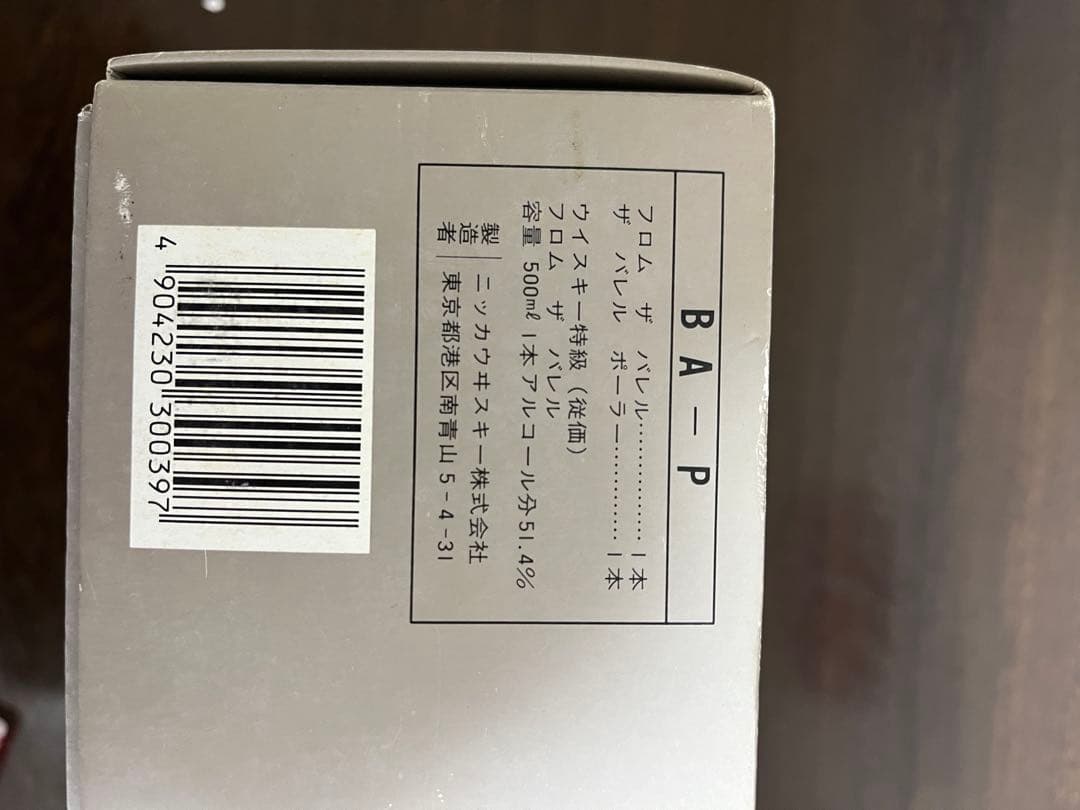 BA-P
フロム ザ バレル…………1本
ザ バレル ポーラー…………1本
ウイスキー特級(従価)
フロム ザ バレル
容量 500mℓ 1本アルコール分51.4%
製造者 ニッカウヰスキー株式会社
東京都港区南青山5-4-31
4 904230 300397